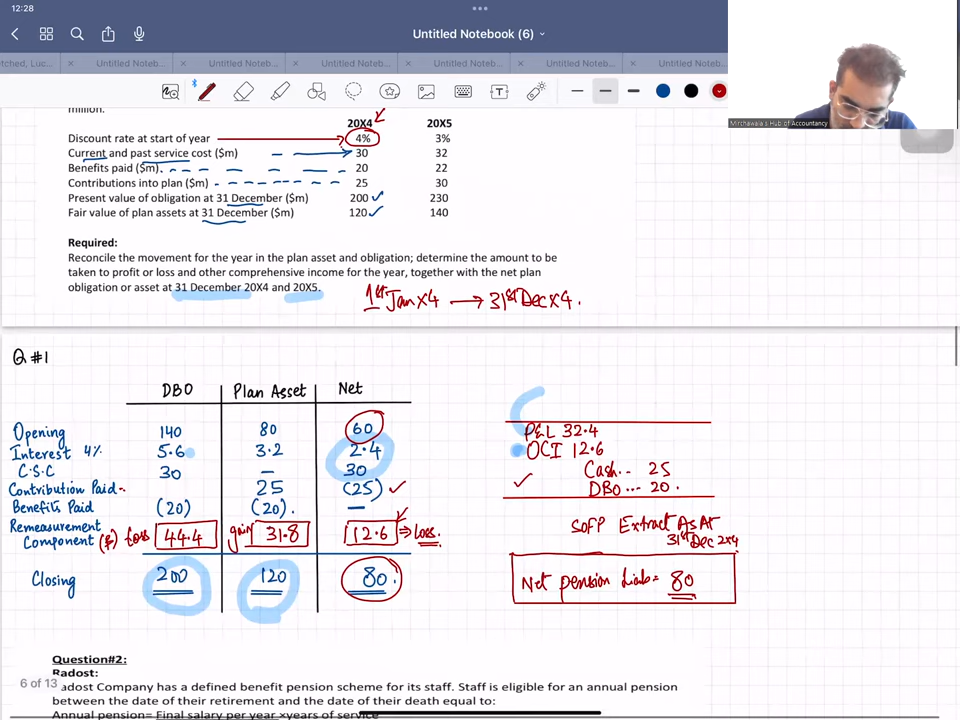 12:28
Untitled Notebook (6)
etched, Luc...
Untitled Noteb...
Untitled Noteb...
Untitled Noteb...
Untitled Noteb...
Untitled Noteb...
Untitled Noteb...
Mirchawala's Hub of Accountancy
million.
20X4 20X5
Discount rate at start of year 4% 3%
Current and past service cost ($m) 30 32
Benefits paid ($m) 20 22
Contributions into plan ($m) 25 30
Present value of obligation at 31 December ($m) 200 230
Fair value of plan assets at 31 December ($m) 120 140
Required:
Reconcile the movement for the year in the plan asset and obligation; determine the amount to be
taken to profit or loss and other comprehensive income for the year, together with the net plan
obligation or asset at 31 December 20X4 and 20X5.
1st Jan X4 → 31st Dec X4.
Q #1
DBO Plan Asset Net
Opening 140 80 60
Interest 4% 5.6 3.2 2.4
C.S.C 30 — 30
Contribution Paid 25 (25)
Benefits Paid (20) (20) —
Remeasurement
Component (β) loss 44.4 gain 31.8 12.6 ⇒ loss.
Closing 200 120 80.
P&L 32.4
OCI 12.6
Cash.. 25
DBO ... 20.
SOFP Extract As At
31st Dec 2x4
Net pension Liab = 80
Question#2:
Radost:
Radost Company has a defined benefit pension scheme for its staff. Staff is eligible for an annual pension
between the date of their retirement and the date of their death equal to:
Annual pension= Final salary per year ×years of service
6 of 13